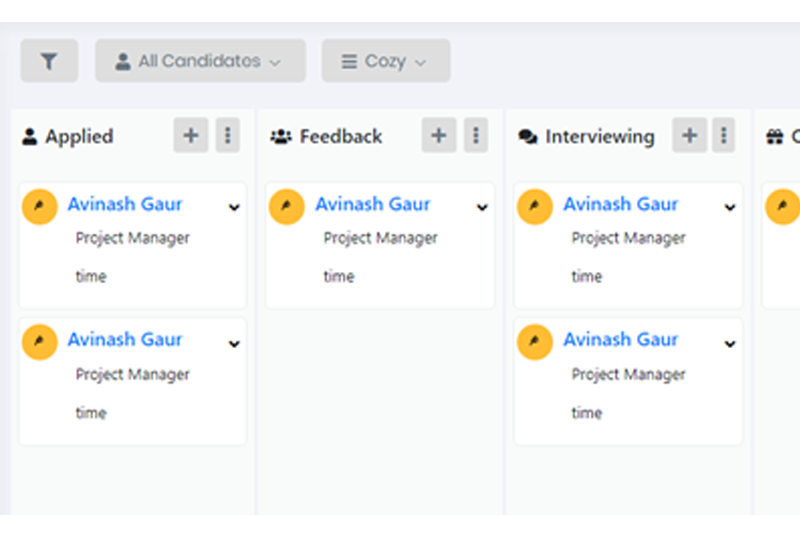 All Candidates
Cozy
Applied
Feedback
Interviewing
Avinash Gaur
Project Manager
time
Avinash Gaur
Project Manager
time
Avinash Gaur
Project Manager
time
Avinash Gaur
Project Manager
time
Avinash Gaur
Project Manager
time